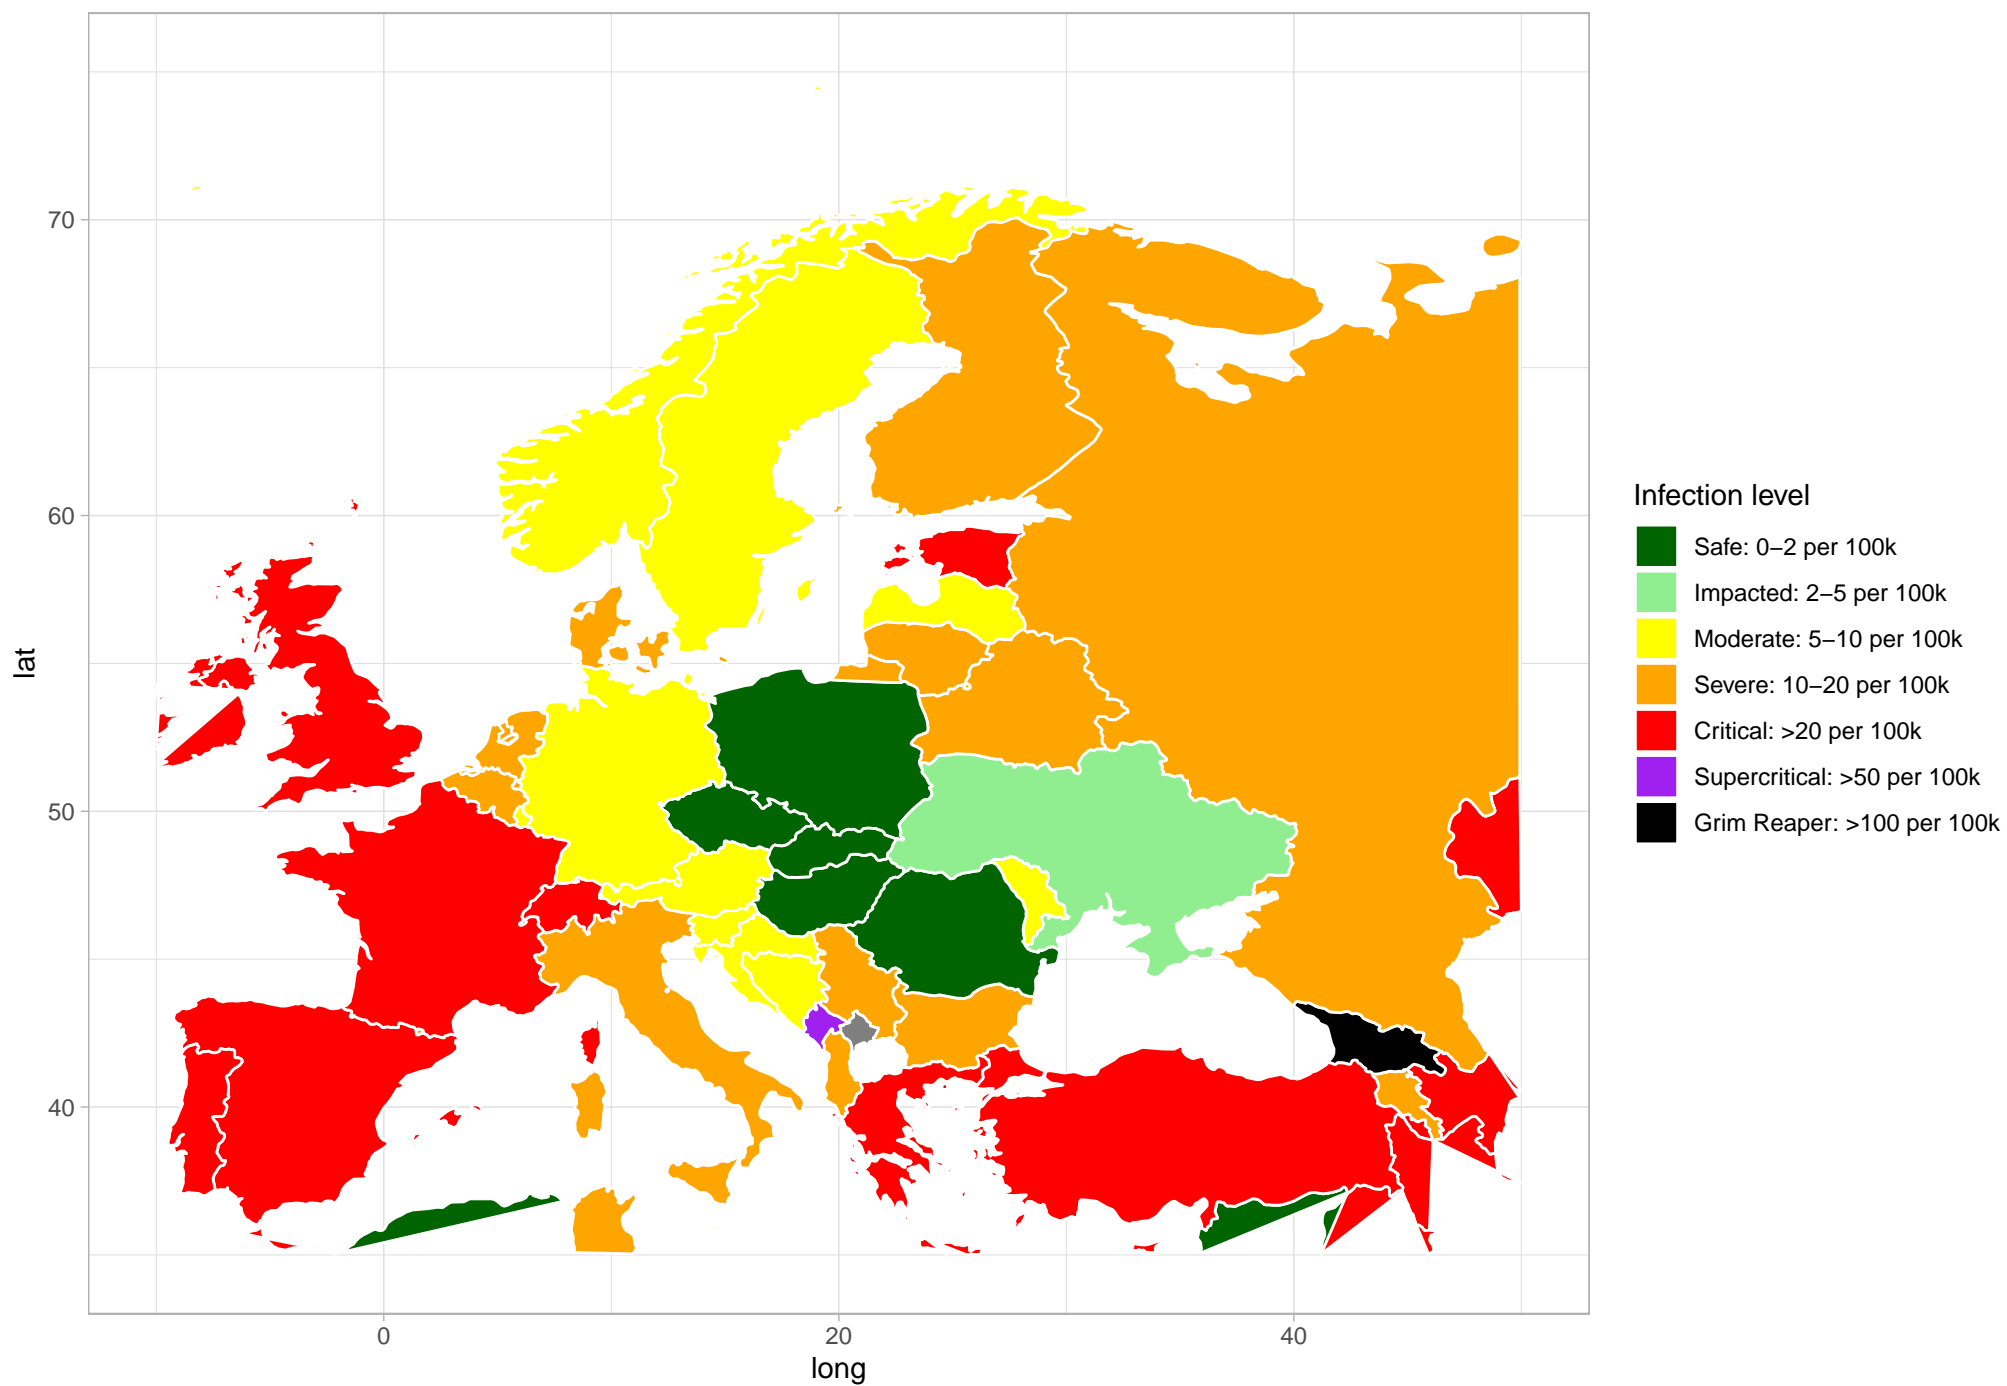 70
60
50
40
lat
0
20
40
long
Infection level
Safe: 0−2 per 100k
Impacted: 2−5 per 100k
Moderate: 5−10 per 100k
Severe: 10−20 per 100k
Critical: >20 per 100k
Supercritical: >50 per 100k
Grim Reaper: >100 per 100k